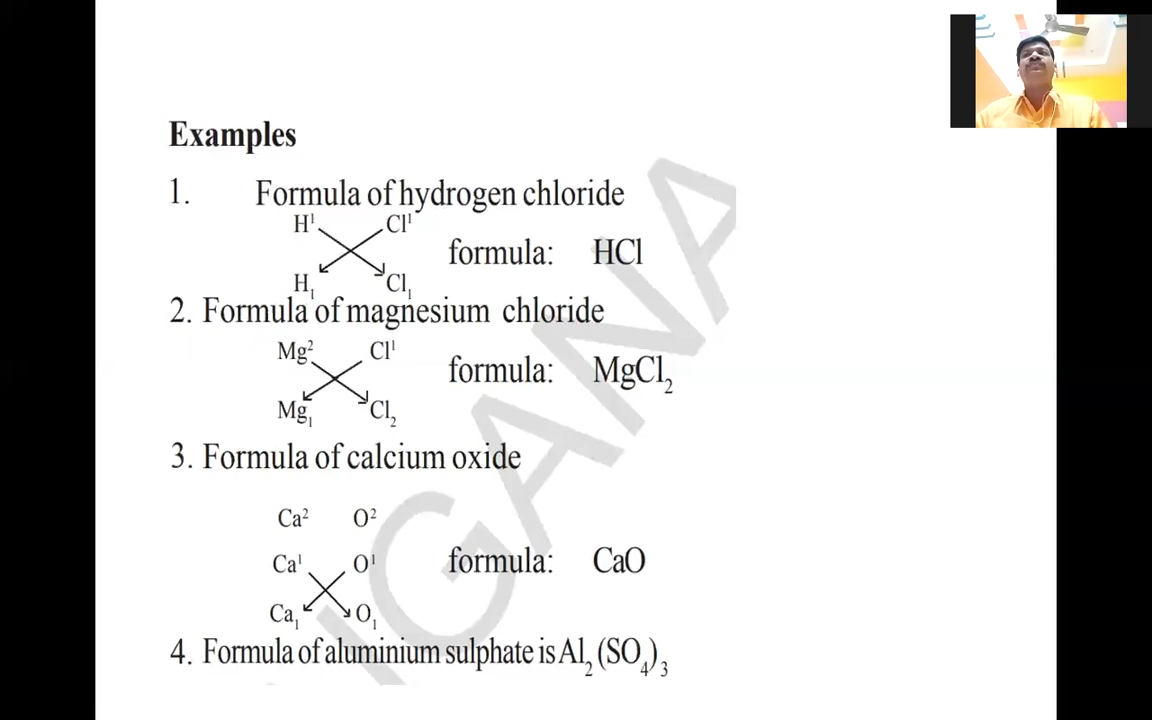 Examples
1. Formula of hydrogen chloride
H¹ Cl¹
formula: HCl
H₁ Cl₁
2. Formula of magnesium chloride
Mg² Cl¹
formula: MgCl₂
Mg₁ Cl₂
3. Formula of calcium oxide
Ca² O²
Ca¹ O¹ formula: CaO
Ca₁ O₁
4. Formula of aluminium sulphate is Al₂(SO₄)₃
IGANA